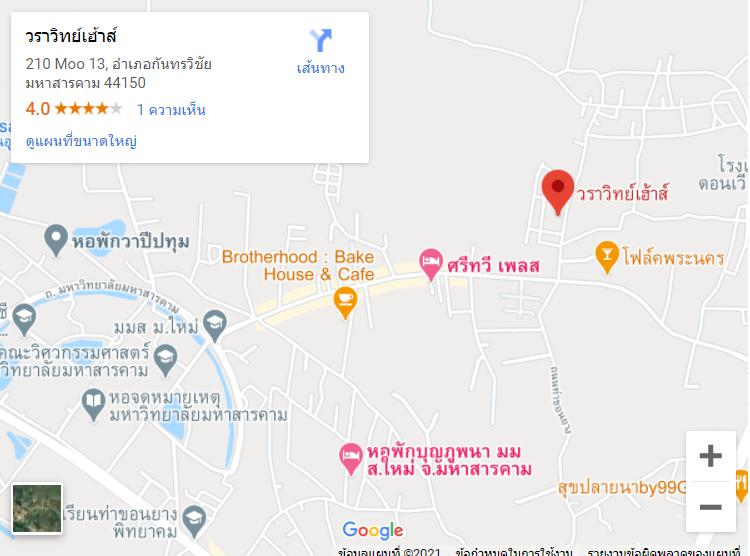 วราวิทย์เฮ้าส์
210 Moo 13, อำเภอกันทรวิชัย
มหาสารคาม 44150
4.0 1 ความเห็น
ดูแผนที่ขนาดใหญ่
เส้นทาง
วราวิทย์เฮ้าส์
ดอนเวี
หอพักวาปีปทุม
Brotherhood : Bake
House & Cafe
ศรีทวี เพลส
โฟล์คพระนคร
ถ. มหาวิทยาลัยมหาสารคาม
มมส ม.ใหม่
คณะวิศวกรรมศาสตร์
วิทยาลัยมหาสารคาม
หอจดหมายเหตุ
มหาวิทยาลัยมหาสารคาม
ถนนท่าขอนยาง
หอพักบุญภูพนา มม
ส.ใหม่ จ.มหาสารคาม
สุขปลายนาby99
เรียนท่าขอนยาง
พิทยาคม
Google
ข้อมูลแผนที่ ©2021 ข้อกำหนดในการใช้งาน รายงานข้อผิดพลาดของแผนที่